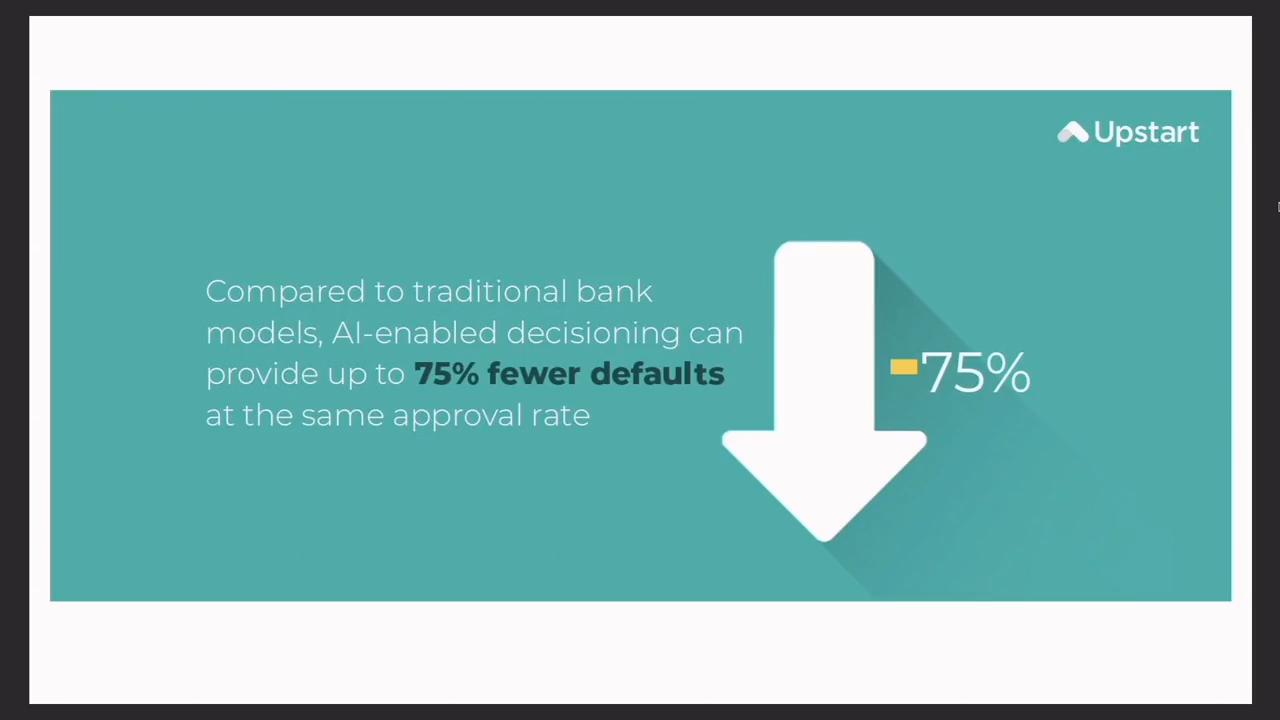 Upstart
Compared to traditional bank
models, AI-enabled decisioning can
provide up to 75% fewer defaults
at the same approval rate
-75%